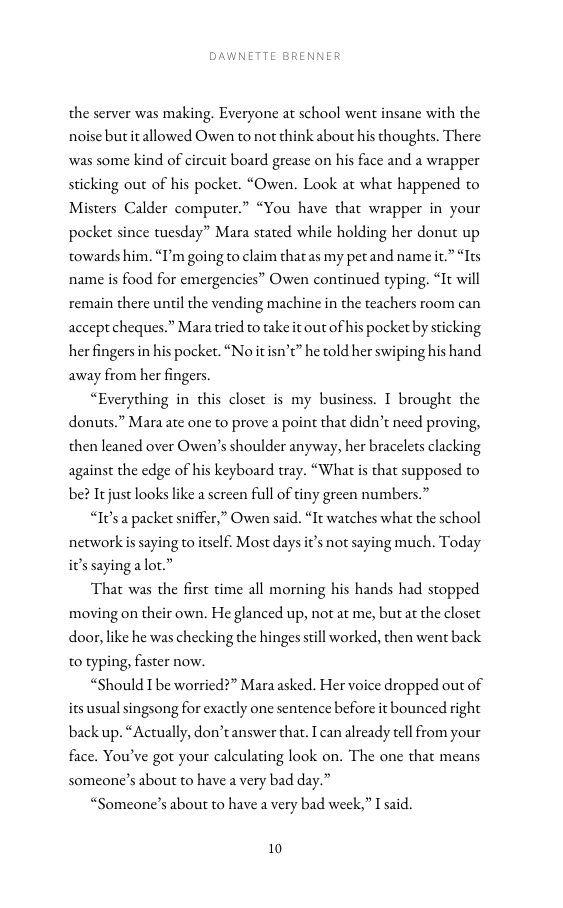 DAWNETTE BRENNER
the server was making. Everyone at school went insane with the
noise but it allowed Owen to not think about his thoughts. There
was some kind of circuit board grease on his face and a wrapper
sticking out of his pocket. “Owen. Look at what happened to
Misters Calder computer.” “You have that wrapper in your
pocket since tuesday” Mara stated while holding her donut up
towards him. “I’m going to claim that as my pet and name it.” “Its
name is food for emergencies” Owen continued typing. “It will
remain there until the vending machine in the teachers room can
accept cheques.” Mara tried to take it out of his pocket by sticking
her fingers in his pocket. “No it isn’t” he told her swiping his hand
away from her fingers.
“Everything in this closet is my business. I brought the
donuts.” Mara ate one to prove a point that didn’t need proving,
then leaned over Owen’s shoulder anyway, her bracelets clacking
against the edge of his keyboard tray. “What is that supposed to
be? It just looks like a screen full of tiny green numbers.”
“It’s a packet sniffer,” Owen said. “It watches what the school
network is saying to itself. Most days it’s not saying much. Today
it’s saying a lot.”
That was the first time all morning his hands had stopped
moving on their own. He glanced up, not at me, but at the closet
door, like he was checking the hinges still worked, then went back
to typing, faster now.
“Should I be worried?” Mara asked. Her voice dropped out of
its usual singsong for exactly one sentence before it bounced right
back up. “Actually, don’t answer that. I can already tell from your
face. You’ve got your calculating look on. The one that means
someone’s about to have a very bad day.”
“Someone’s about to have a very bad week,” I said.
10